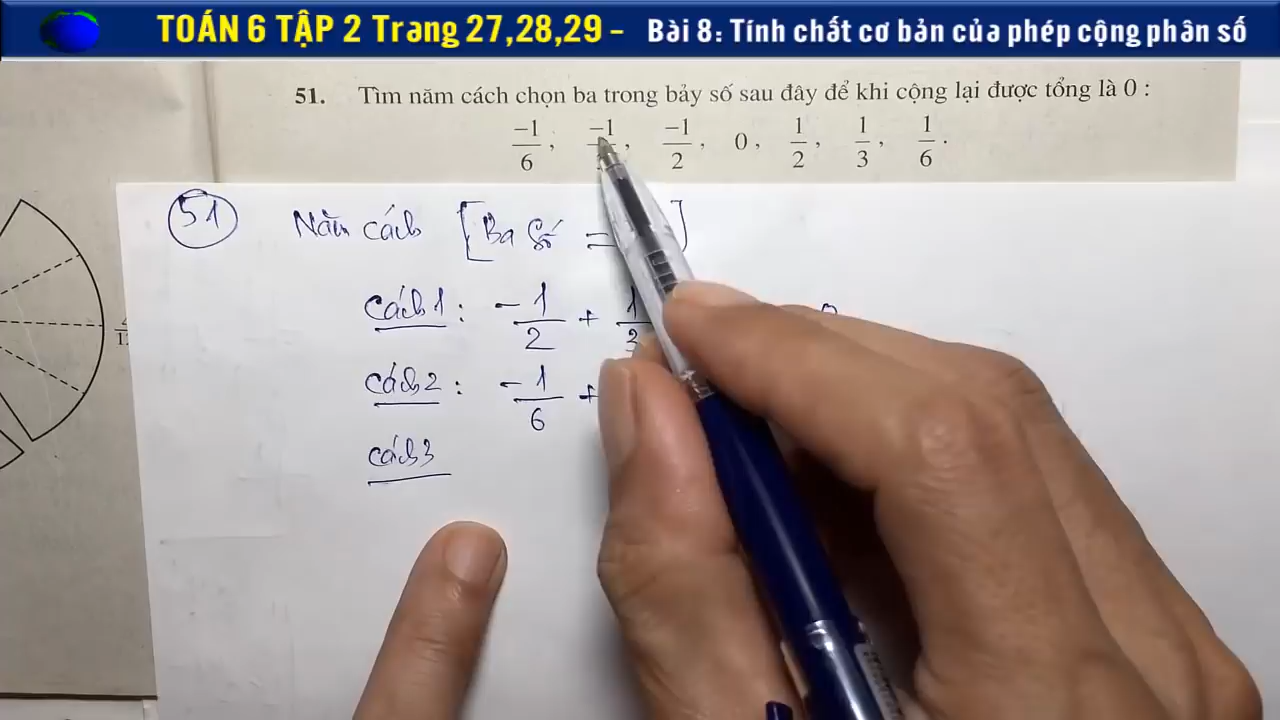 TOÁN 6 TẬP 2 Trang 27,28,29 - Bài 8: Tính chất cơ bản của phép cộng phân số
51. Tìm năm cách chọn ba trong bảy số sau đây để khi cộng lại được tổng là 0 :
-1/6 , -1 , -1/2 , 0 , 1/2 , 1/3 , 1/6 .
51 Năm cách [Ba số = ]
Cách 1 : -1/2 + 1/3
Cách 2 : -1/6 +
Cách 3